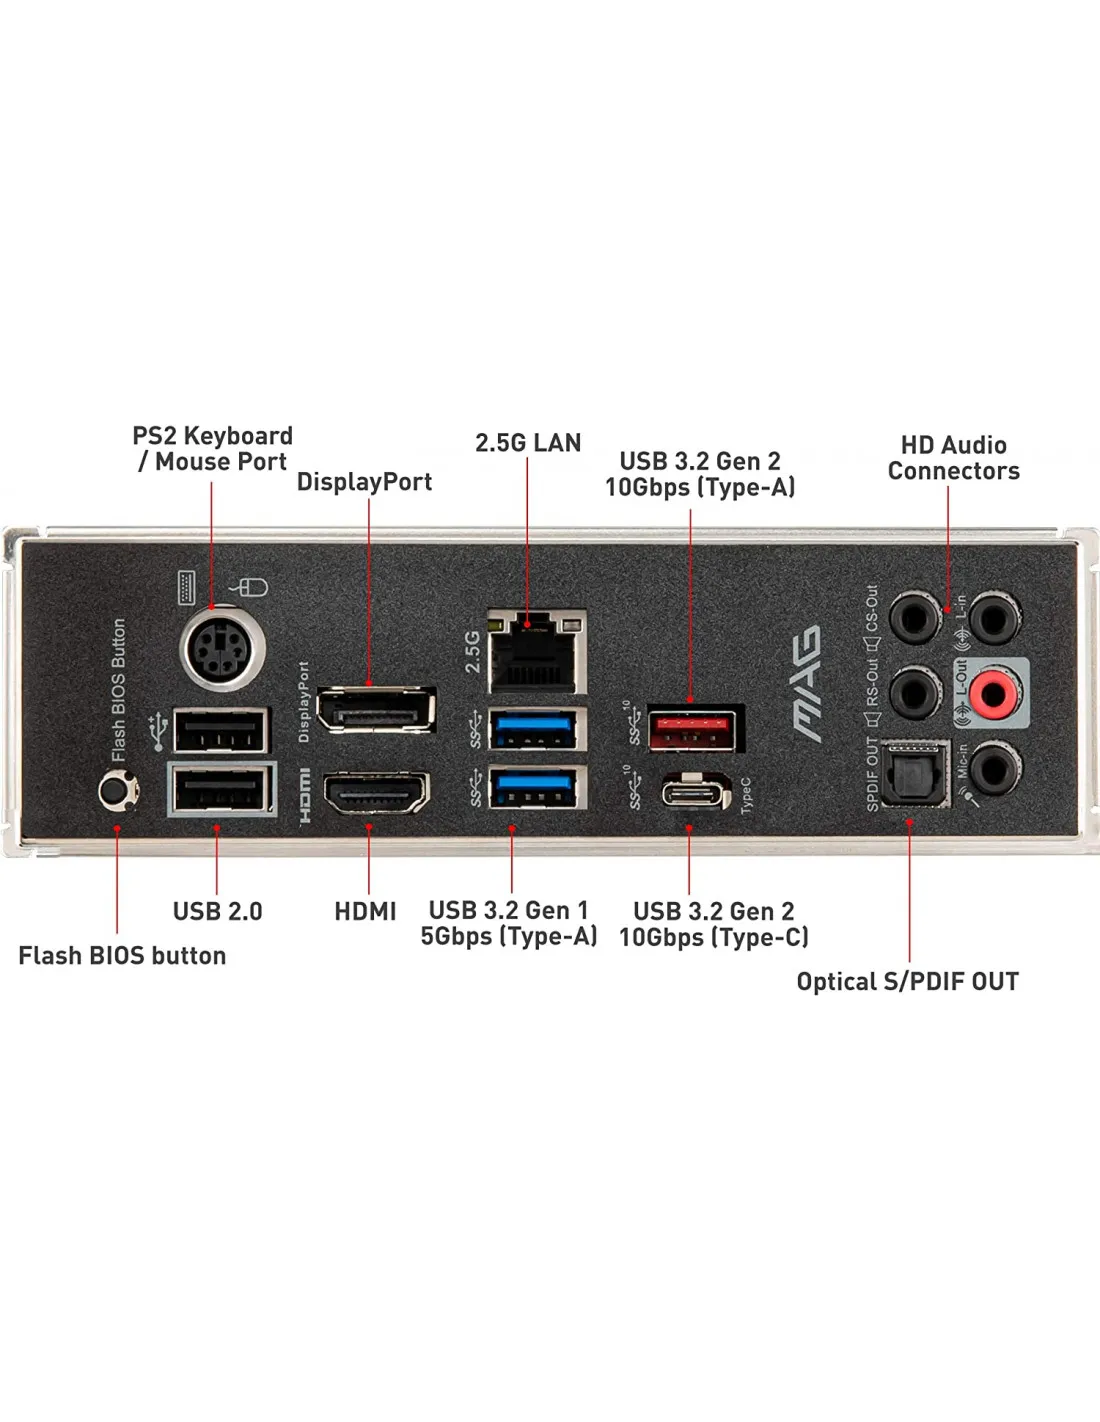 PS2 Keyboard
/ Mouse Port
DisplayPort
2.5G LAN
USB 3.2 Gen 2
10Gbps (Type-A)
HD Audio
Connectors
Flash BIOS Button
DisplayPort
HDMI
2.5G
SS
SS
SS 10
SS 10
TypeC
MAG
CS-Out
RS-Out
SPDIF OUT
L-in
L-Out
Mic-in
USB 2.0
HDMI
USB 3.2 Gen 1
5Gbps (Type-A)
USB 3.2 Gen 2
10Gbps (Type-C)
Flash BIOS button
Optical S/PDIF OUT